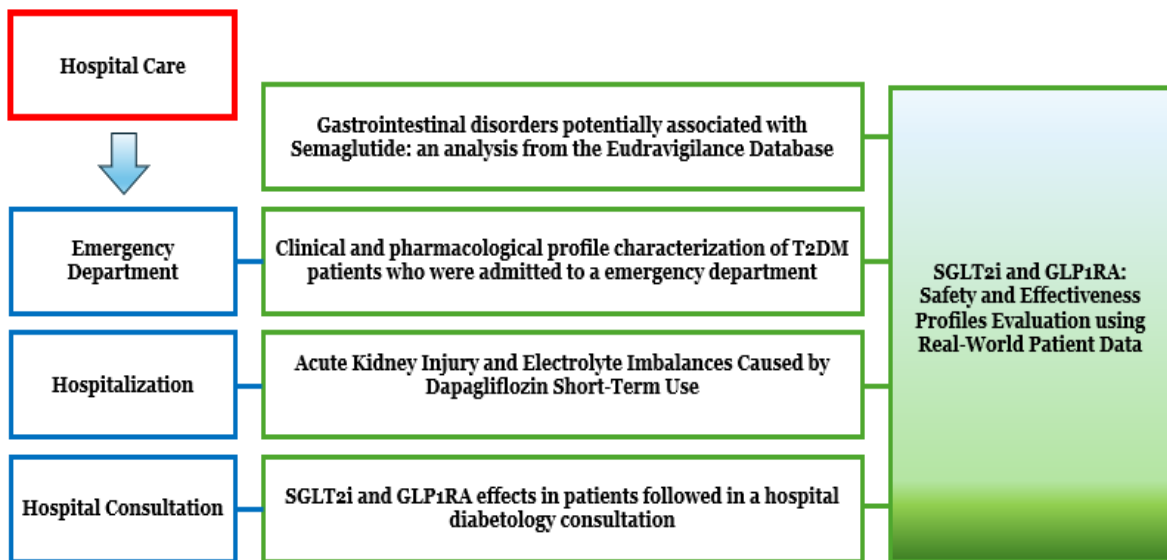 Hospital Care
Gastrointestinal disorders potentially associated with
Semaglutide: an analysis from the Eudravigilance Database
Emergency
Department
Clinical and pharmacological profile characterization of T2DM
patients who were admitted to a emergency department
SGLT2i and GLP1RA:
Safety and Effectiveness
Profiles Evaluation using
Real-World Patient Data
Hospitalization
Acute Kidney Injury and Electrolyte Imbalances Caused by
Dapagliflozin Short-Term Use
Hospital Consultation
SGLT2i and GLP1RA effects in patients followed in a hospital
diabetology consultation